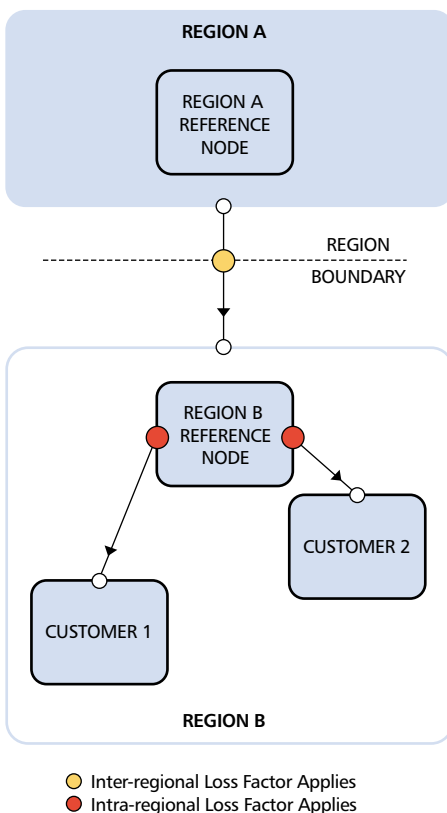 REGION A
REGION A
REFERENCE
NODE
REGION
BOUNDARY
REGION B
REFERENCE
NODE
CUSTOMER 2
CUSTOMER 1
REGION B
Inter-regional Loss Factor Applies
Intra-regional Loss Factor Applies